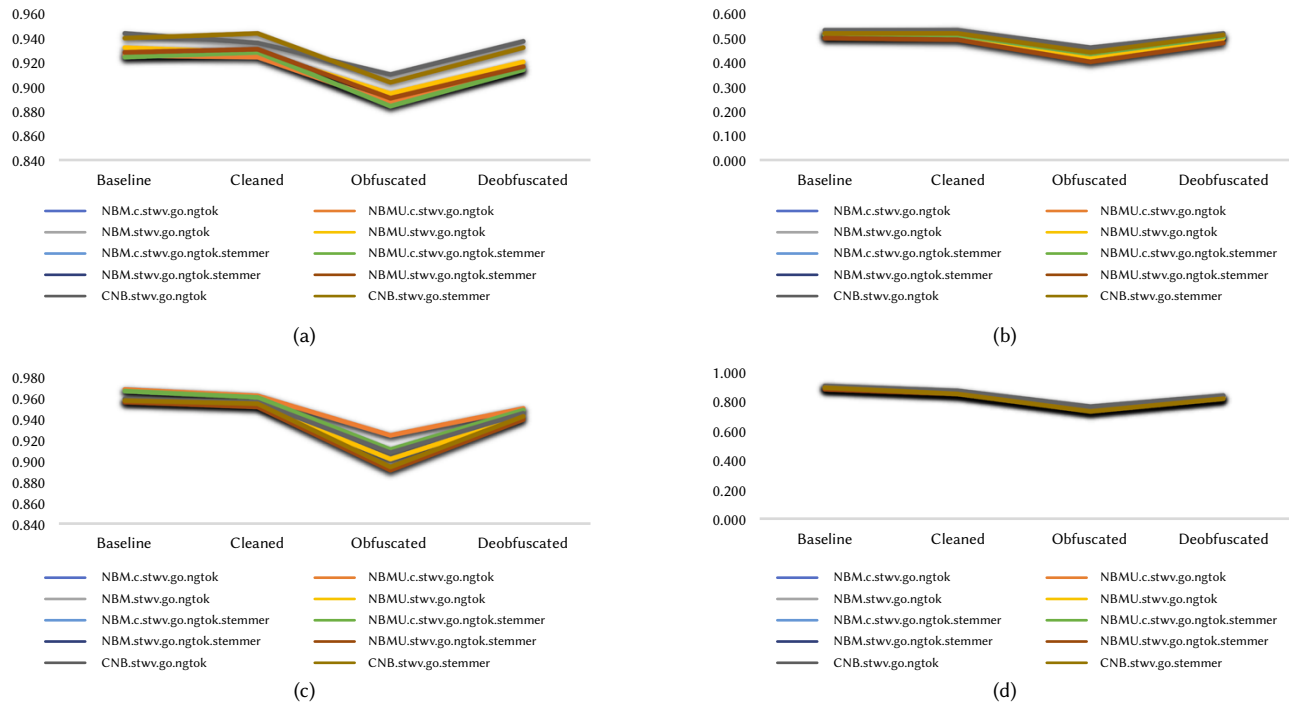 0.960
0.940
0.920
0.900
0.880
0.860
0.840
Baseline Cleaned Obfuscated Deobfuscated
NBM.c.stwv.go.ngtok NBMU.c.stwv.go.ngtok
NBM.stwv.go.ngtok NBMU.stwv.go.ngtok
NBM.c.stwv.go.ngtok.stemmer NBMU.c.stwv.go.ngtok.stemmer
NBM.stwv.go.ngtok.stemmer NBMU.stwv.go.ngtok.stemmer
CNB.stwv.go.ngtok CNB.stwv.go.stemmer
(a)
0.600
0.500
0.400
0.300
0.200
0.100
0.000
Baseline Cleaned Obfuscated Deobfuscated
NBM.c.stwv.go.ngtok NBMU.c.stwv.go.ngtok
NBM.stwv.go.ngtok NBMU.stwv.go.ngtok
NBM.c.stwv.go.ngtok.stemmer NBMU.c.stwv.go.ngtok.stemmer
NBM.stwv.go.ngtok.stemmer NBMU.stwv.go.ngtok.stemmer
CNB.stwv.go.ngtok CNB.stwv.go.stemmer
(b)
0.980
0.960
0.940
0.920
0.900
0.880
0.860
0.840
Baseline Cleaned Obfuscated Deobfuscated
NBM.c.stwv.go.ngtok NBMU.c.stwv.go.ngtok
NBM.stwv.go.ngtok NBMU.stwv.go.ngtok
NBM.c.stwv.go.ngtok.stemmer NBMU.c.stwv.go.ngtok.stemmer
NBM.stwv.go.ngtok.stemmer NBMU.stwv.go.ngtok.stemmer
CNB.stwv.go.ngtok CNB.stwv.go.stemmer
(c)
1.000
0.800
0.600
0.400
0.200
0.000
Baseline Cleaned Obfuscated Deobfuscated
NBM.c.stwv.go.ngtok NBMU.c.stwv.go.ngtok
NBM.stwv.go.ngtok NBMU.stwv.go.ngtok
NBM.c.stwv.go.ngtok.stemmer NBMU.c.stwv.go.ngtok.stemmer
NBM.stwv.go.ngtok.stemmer NBMU.stwv.go.ngtok.stemmer
CNB.stwv.go.ngtok CNB.stwv.go.stemmer
(d)